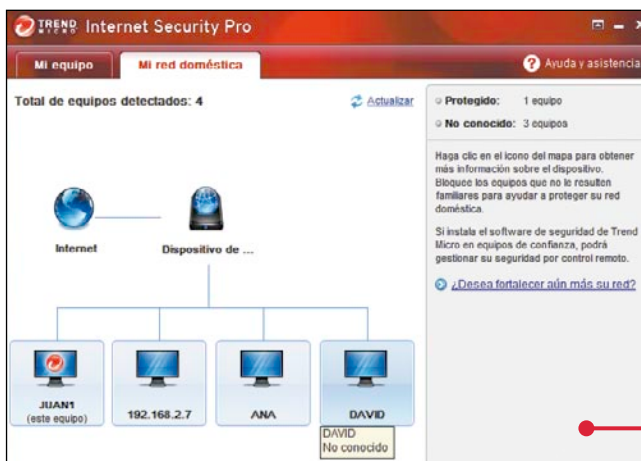 TREND MICRO Internet Security Pro
Mi equipo
Mi red doméstica
Ayuda y asistencia
Total de equipos detectados: 4
Actualizar
Internet
Dispositivo de ...
JUAN1
(este equipo)
192.168.2.7
ANA
DAVID
DAVID
No conocido
Protegido: 1 equipo
No conocido: 3 equipos
Haga clic en el icono del mapa para obtener
más información sobre el dispositivo.
Bloquee los equipos que no le resulten
familiares para ayudar a proteger su red
doméstica.
Si instala el software de seguridad de Trend
Micro en equipos de confianza, podrá
gestionar su seguridad por control remoto.
¿Desea fortalecer aún más su red?